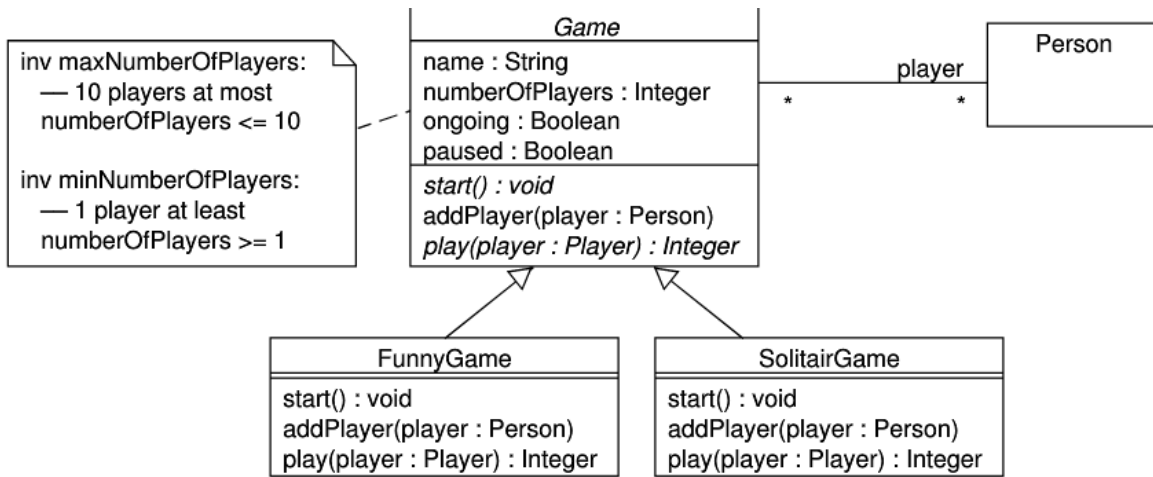 inv maxNumberOfPlayers:
— 10 players at most
numberOfPlayers <= 10
inv minNumberOfPlayers:
— 1 player at least
numberOfPlayers >= 1
Game
name : String
numberOfPlayers : Integer
ongoing : Boolean
paused : Boolean
start() : void
addPlayer(player : Person)
play(player : Player) : Integer
player
* *
Person
FunnyGame
start() : void
addPlayer(player : Person)
play(player : Player) : Integer
SolitairGame
start() : void
addPlayer(player : Person)
play(player : Player) : Integer